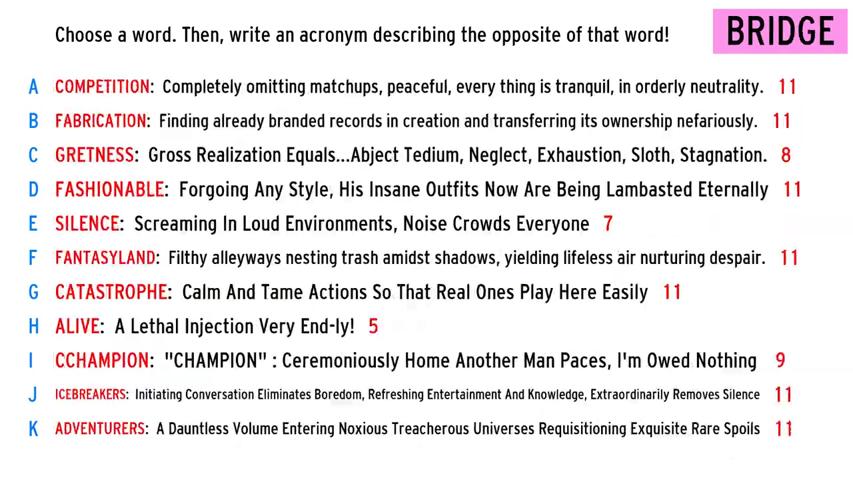 Choose a word. Then, write an acronym describing the opposite of that word!
BRIDGE
A COMPETITION: Completely omitting matchups, peaceful, every thing is tranquil, in orderly neutrality. 11
B FABRICATION: Finding already branded records in creation and transferring its ownership nefariously. 11
C GRETNESS: Gross Realization Equals...Abject Tedium, Neglect, Exhaustion, Sloth, Stagnation. 8
D FASHIONABLE: Forgoing Any Style, His Insane Outfits Now Are Being Lambasted Eternally 11
E SILENCE: Screaming In Loud Environments, Noise Crowds Everyone 7
F FANTASYLAND: Filthy alleyways nesting trash amidst shadows, yielding lifeless air nurturing despair. 11
G CATASTROPHE: Calm And Tame Actions So That Real Ones Play Here Easily 11
H ALIVE: A Lethal Injection Very End-ly! 5
I CCHAMPION: "CHAMPION" : Ceremoniously Home Another Man Paces, I'm Owed Nothing 9
J ICEBREAKERS: Initiating Conversation Eliminates Boredom, Refreshing Entertainment And Knowledge, Extraordinarily Removes Silence 11
K ADVENTURERS: A Dauntless Volume Entering Noxious Treacherous Universes Requisitioning Exquisite Rare Spoils 11